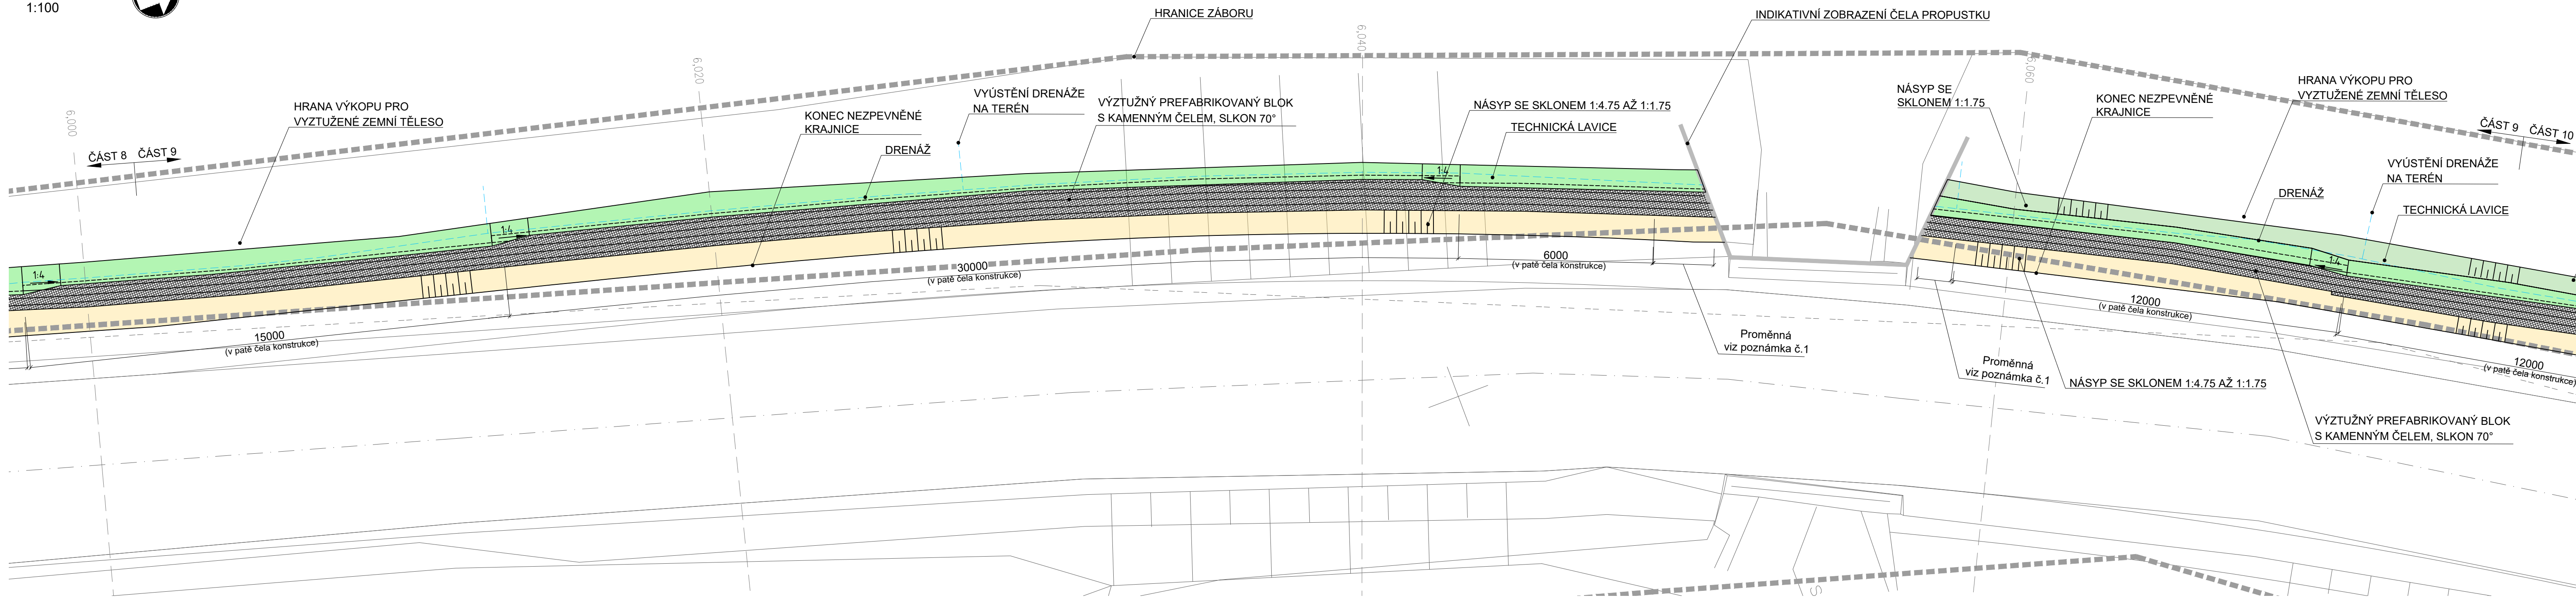 1:100
HRANICE ZÁBORU
INDIKATIVNÍ ZOBRAZENÍ ČELA PROPUSTKU
6,000
6,020
6,040
6,060
ČÁST 8
ČÁST 9
HRANA VÝKOPU PRO
VYZTUŽENÉ ZEMNÍ TĚLESO
KONEC NEZPEVNĚNÉ
KRAJNICE
DRENÁŽ
VYÚSTĚNÍ DRENÁŽE
NA TERÉN
VÝZTUŽNÝ PREFABRIKOVANÝ BLOK
S KAMENNÝM ČELEM, SLKON 70°
NÁSYP SE SKLONEM 1:4.75 AŽ 1:1.75
TECHNICKÁ LAVICE
NÁSYP SE
SKLONEM 1:1.75
KONEC NEZPEVNĚNÉ
KRAJNICE
HRANA VÝKOPU PRO
VYZTUŽENÉ ZEMNÍ TĚLESO
ČÁST 9
ČÁST 10
VYÚSTĚNÍ DRENÁŽE
NA TERÉN
DRENÁŽ
TECHNICKÁ LAVICE
1:4
1:4
1:4
1:4
15000
(v patě čela konstrukce)
30000
(v patě čela konstrukce)
6000
(v patě čela konstrukce)
12000
(v patě čela konstrukce)
12000
(v patě čela konstrukce)
Proměnná
viz poznámka č.1
Proměnná
viz poznámka č.1
NÁSYP SE SKLONEM 1:4.75 AŽ 1:1.75
VÝZTUŽNÝ PREFABRIKOVANÝ BLOK
S KAMENNÝM ČELEM, SLKON 70°
S